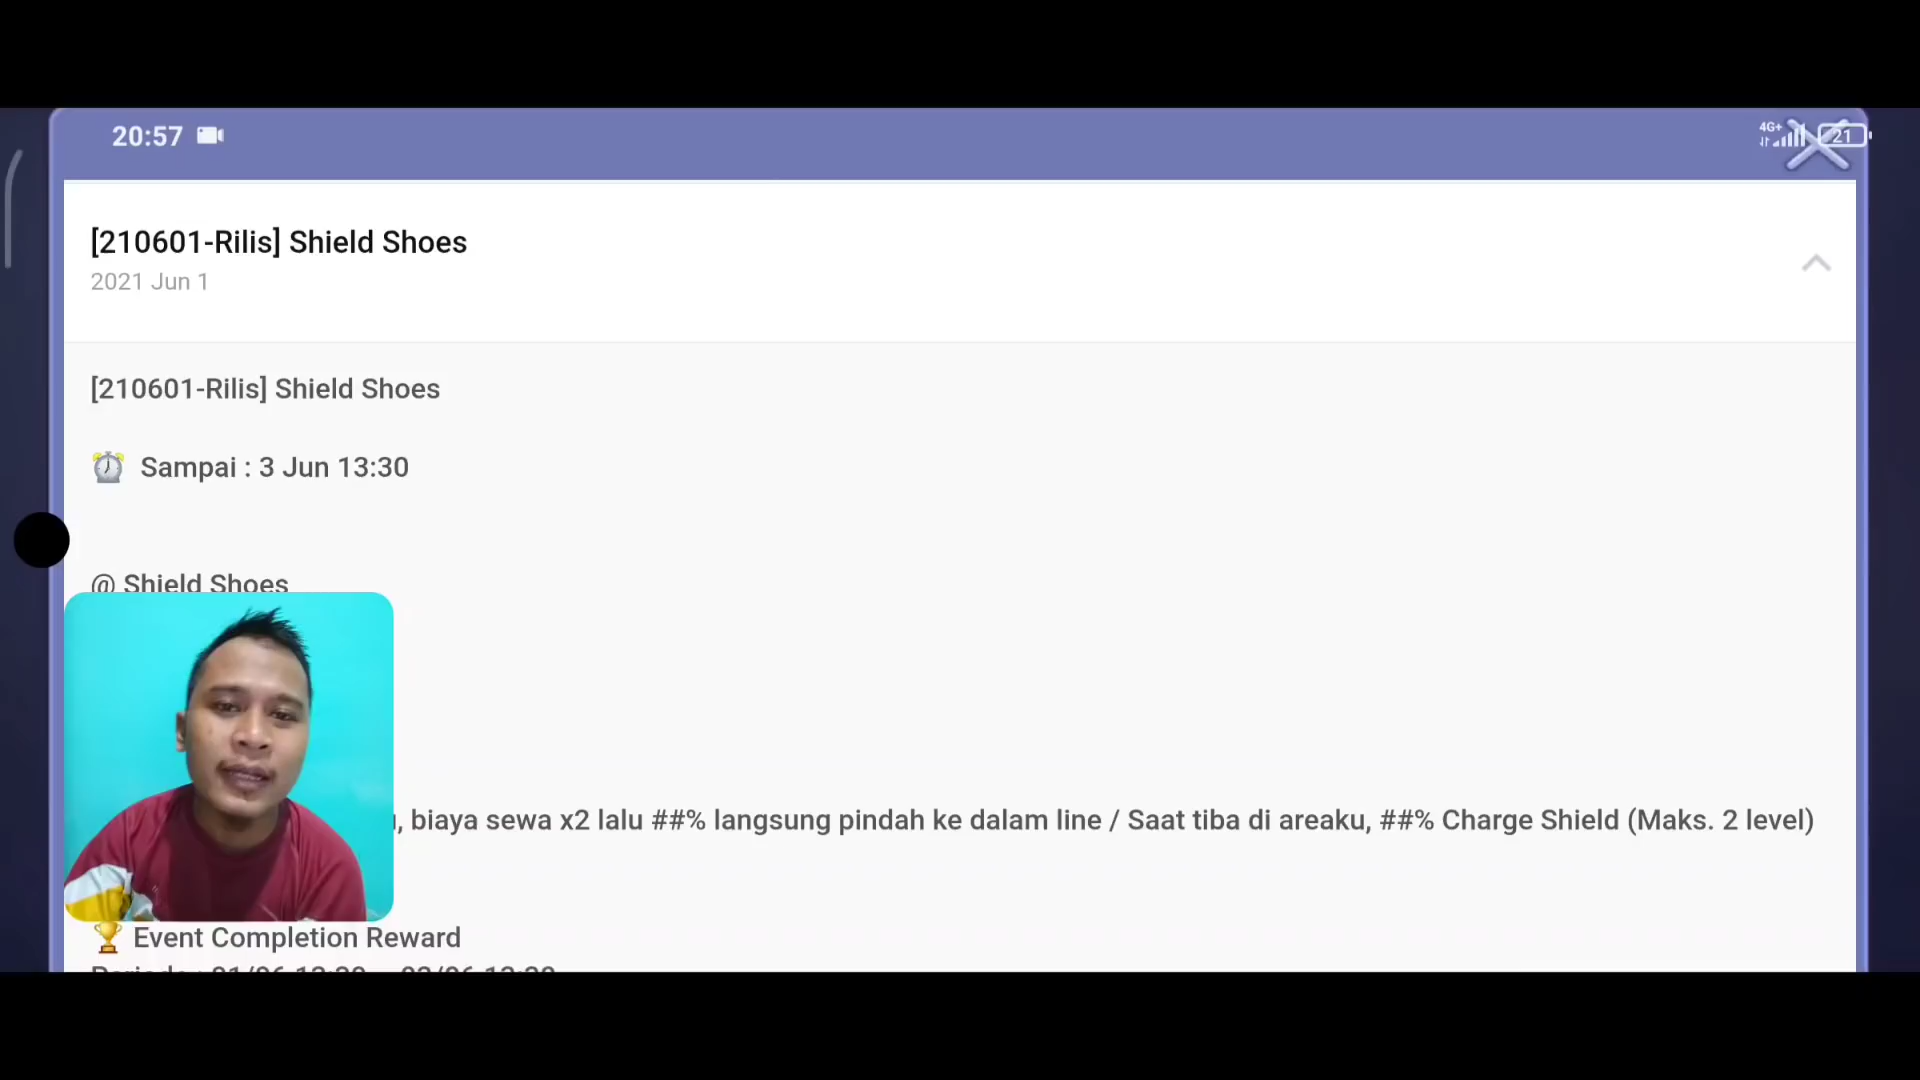 20:57
4G+ 21
[210601-Rilis] Shield Shoes
2021 Jun 1
[210601-Rilis] Shield Shoes
Sampai : 3 Jun 13:30
@ Shield Shoes
, biaya sewa x2 lalu ##% langsung pindah ke dalam line / Saat tiba di areaku, ##% Charge Shield (Maks. 2 level)
Event Completion Reward